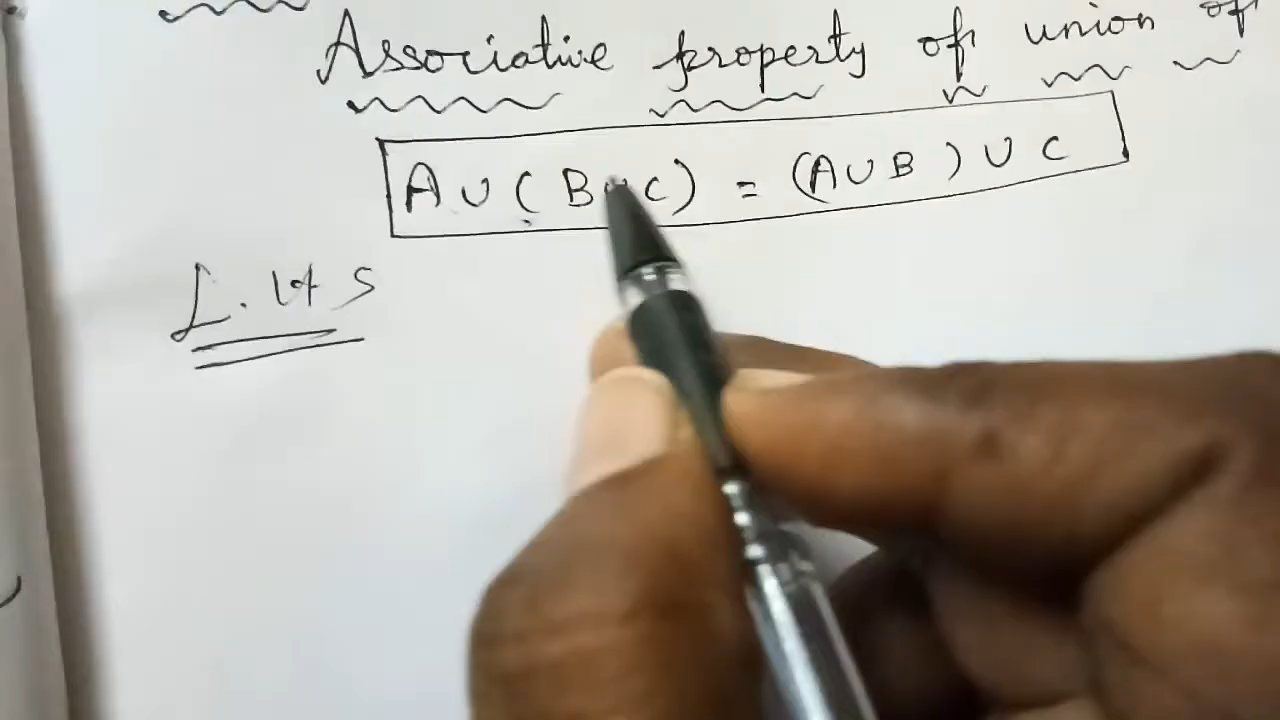 Associative property of union of
A ∪ ( B ∪ C) = (A ∪ B ) ∪ C
L. H S